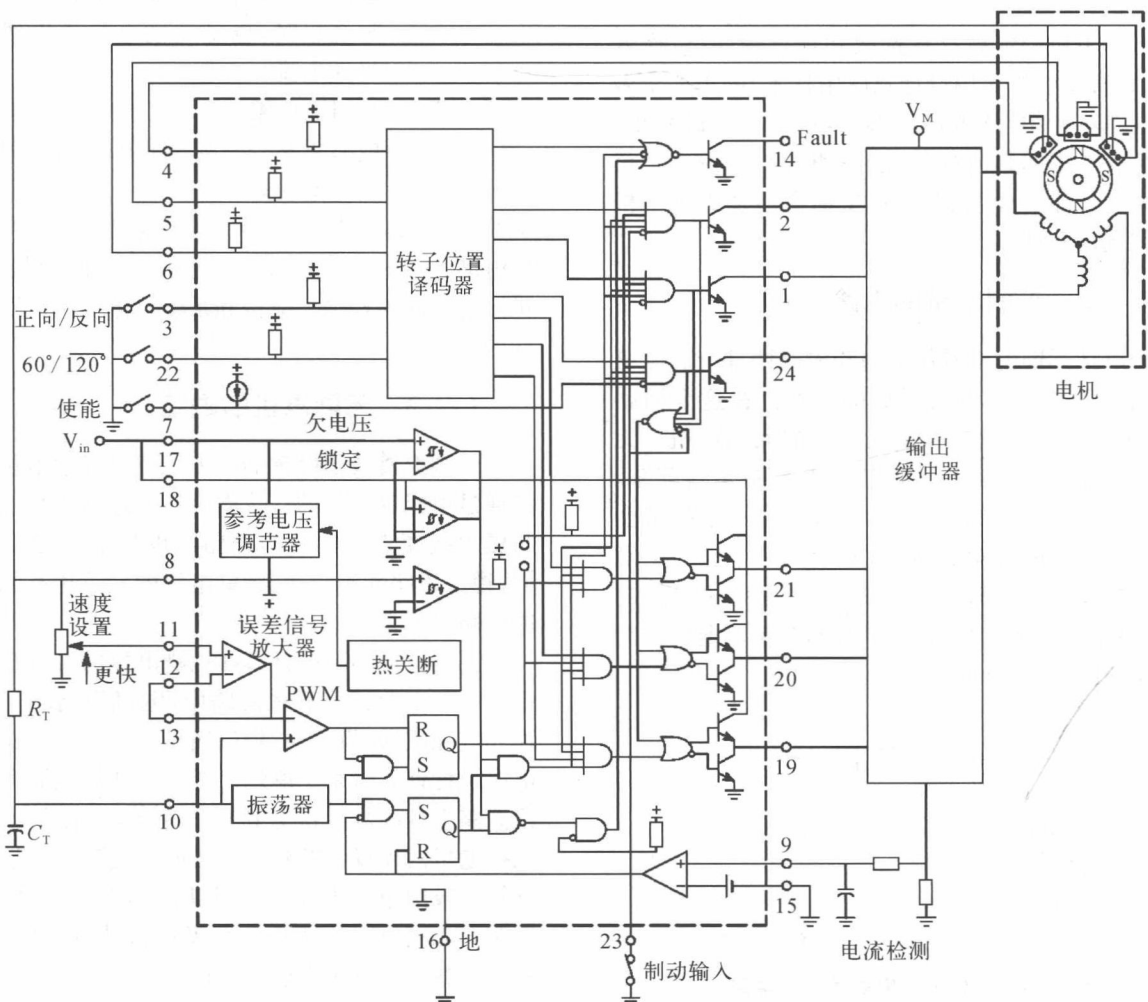 V_M
Fault
14
4
2
5
转子位置
译码器
6
1
N
S
S
N
正向/反向
3
60°/1̅2̅0̅°̅
22
24
使能
7
电机
V_in
欠电压
17
锁定
输出
缓冲器
18
参考电压
调节器
8
21
速度
设置
11
误差信号
放大器
热关断
12
更快
20
PWM
R_T
13
R
Q
S
19
振荡器
S
10
Q
C_T
R
9
15
16
地
23
制动输入
电流检测